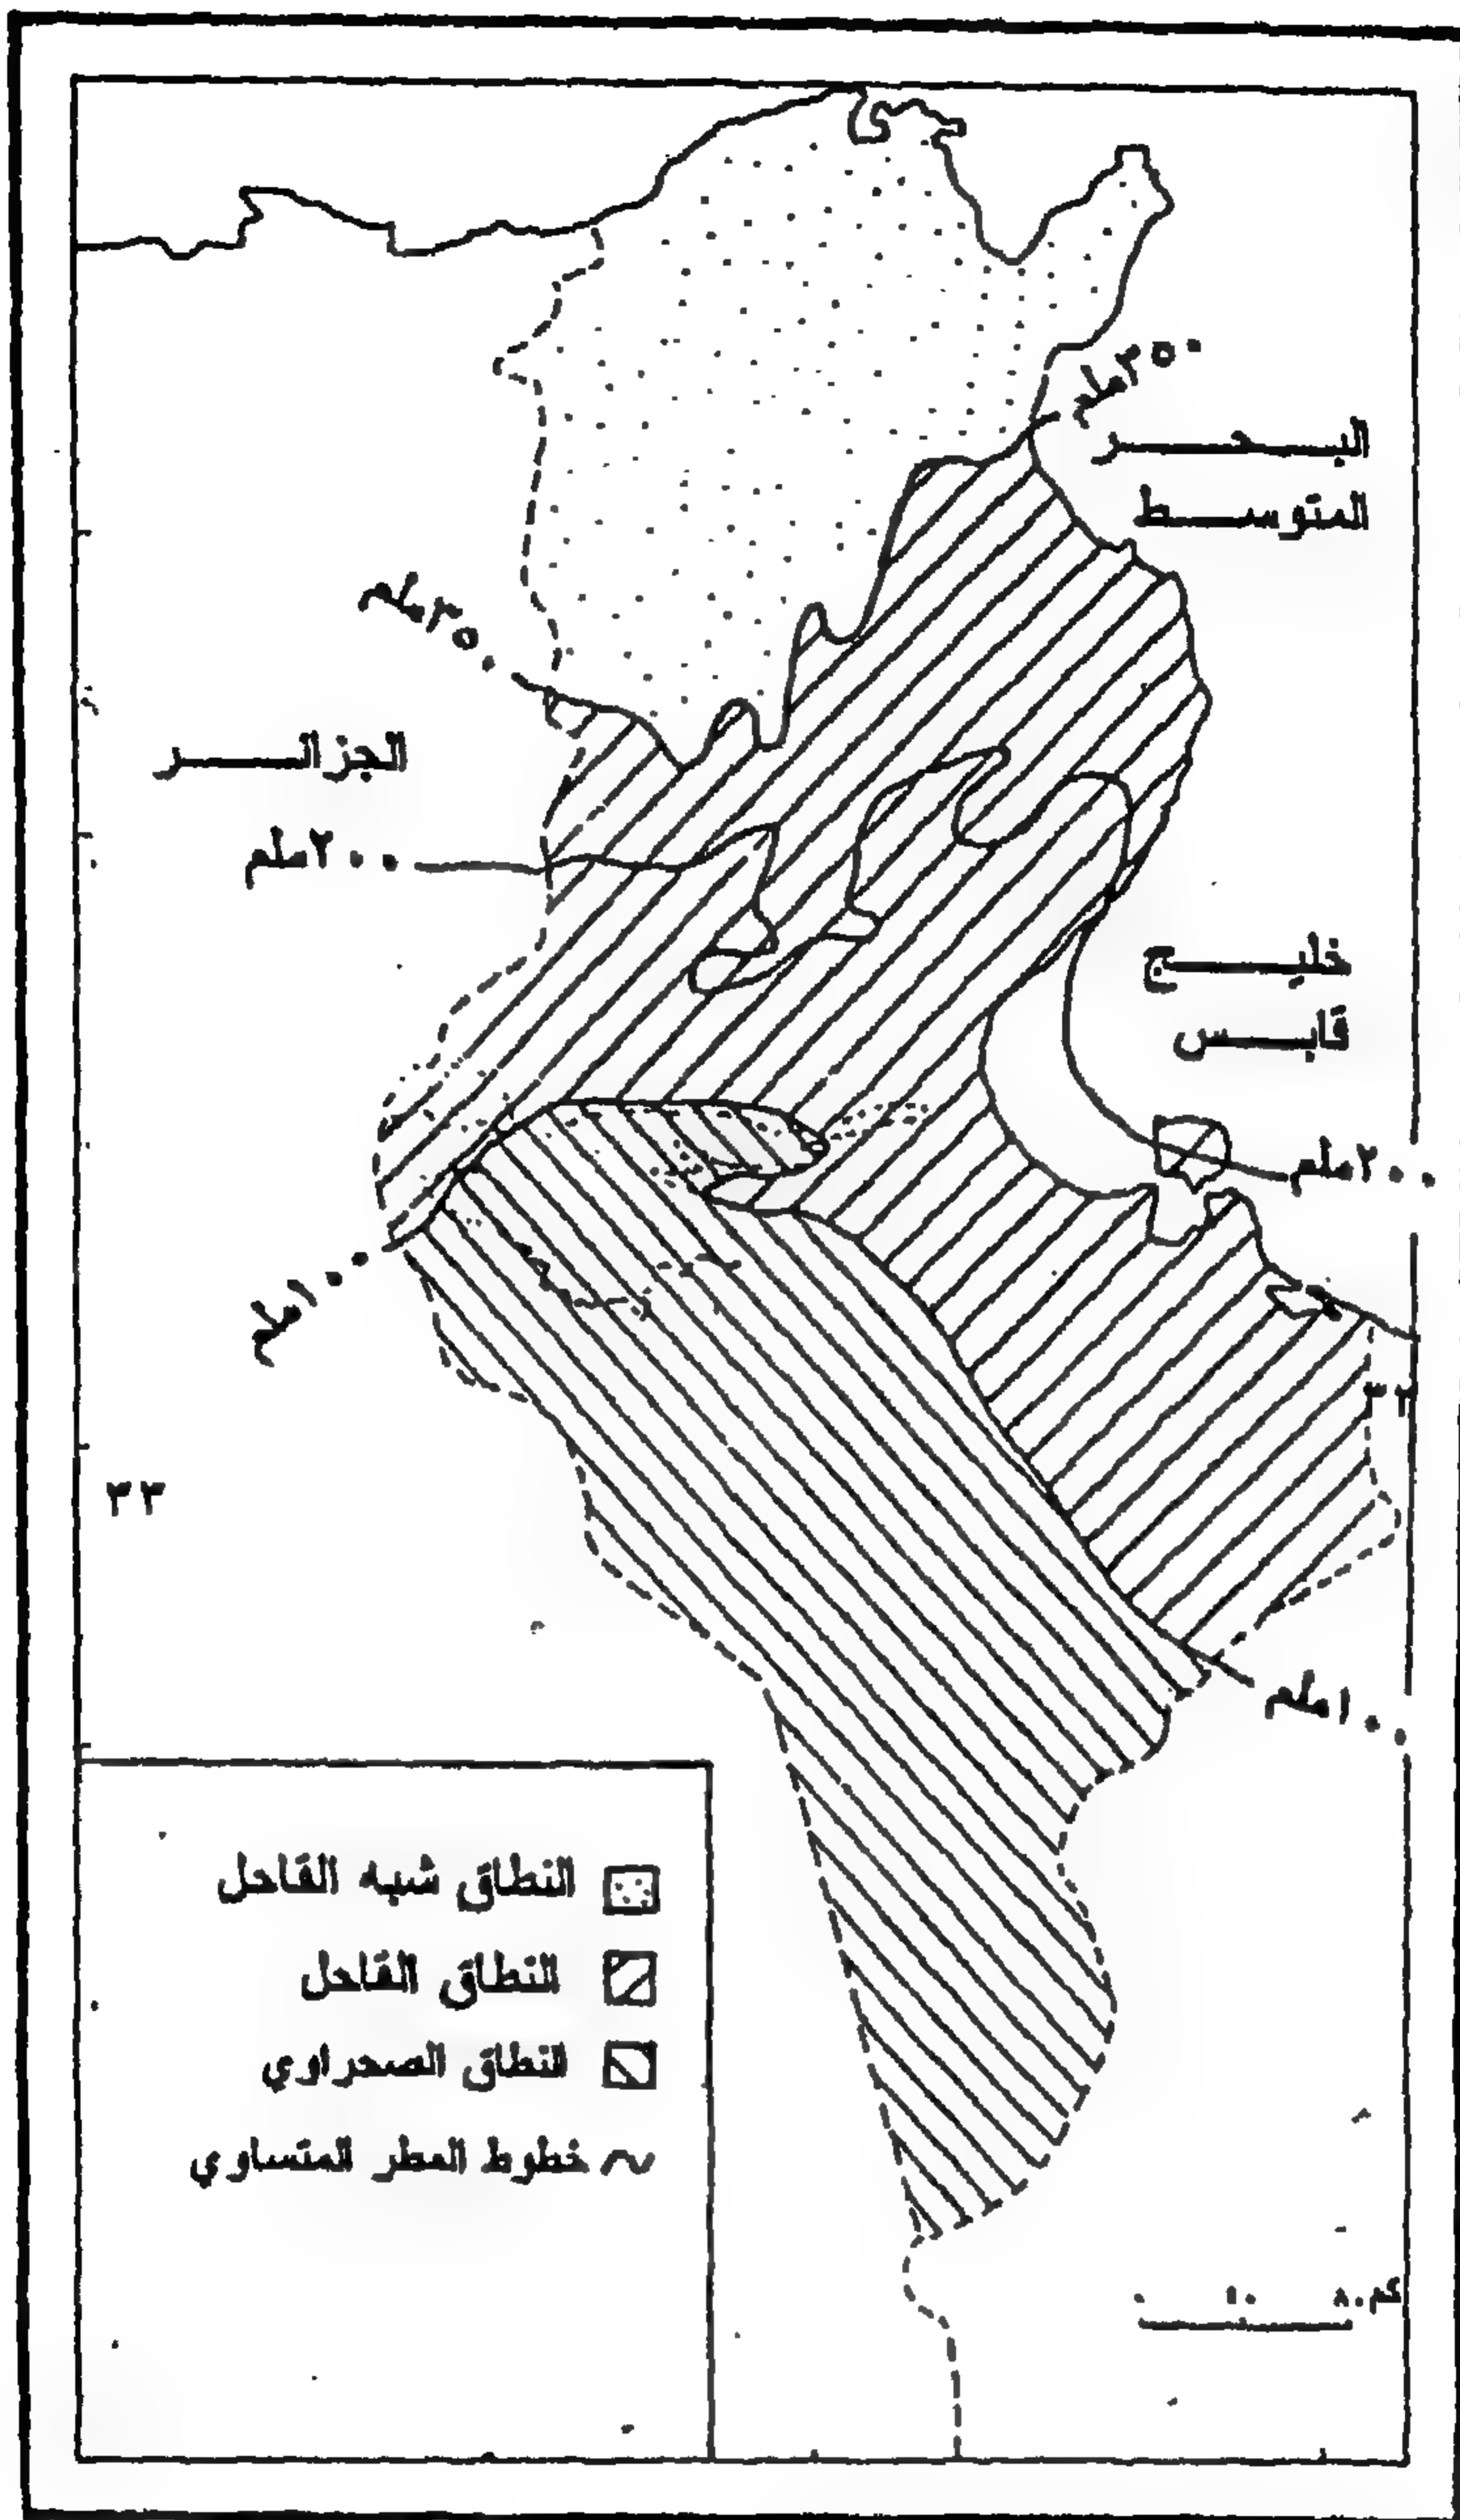 ٣٥٠ملم
البحر
المتوسط
٣٥٠ملم
الجزائر
٢٠٠ملم
خليج
قابس
٢٠٠ملم
١٠٠ملم
٣٣
١٠٠ملم
النطاق شبه القاحل
النطاق القاحل
النطاق الصحراوي
خطوط المطر المتساوي
٨٠كم